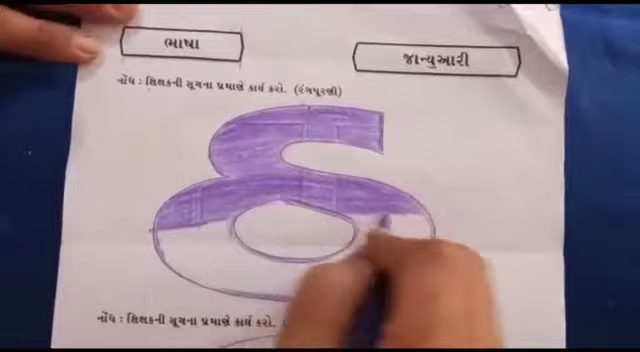 ભાષા
જાન્યુઆરી
નોંધ : શિક્ષકની સૂચના પ્રમાણે કાર્ય કરો. (રંગપૂરણી)
ઠ
નોંધ : શિક્ષકની સૂચના પ્રમાણે કાર્ય કરો.